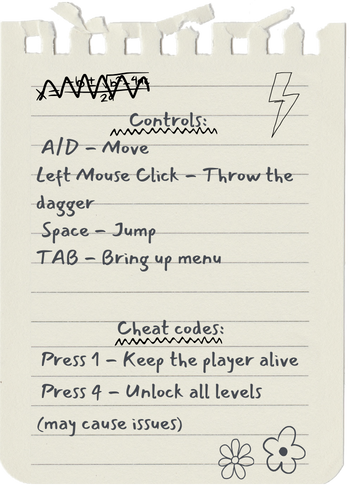 Controls:
A/D – Move
Left Mouse Click – Throw the
dagger
Space – Jump
TAB – Bring up menu
Cheat codes:
Press 1 – Keep the player alive
Press 4 – Unlock all levels
(may cause issues)